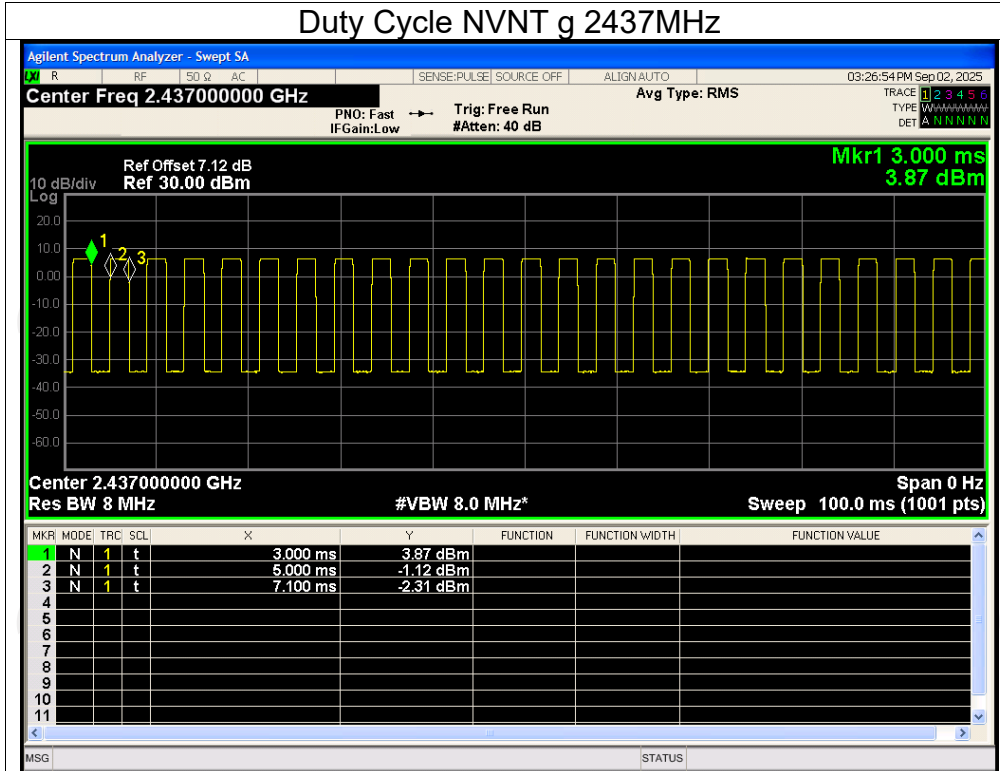 Duty Cycle NVNT g 2437MHz
Agilent Spectrum Analyzer - Swept SA
LXI R RF 50 Ω AC SENSE:PULSE SOURCE OFF ALIGN AUTO 03:26:54 PM Sep 02, 2025
Center Freq 2.437000000 GHz Avg Type: RMS TRACE 1 2 3 4 5 6
PNO: Fast Trig: Free Run TYPE WWWWWW
IFGain:Low #Atten: 40 dB DET A N N N N N
Mkr1 3.000 ms
Ref Offset 7.12 dB
10 dB/div Ref 30.00 dBm 3.87 dBm
Log
20.0
10.0
0.00
-10.0
-20.0
-30.0
-40.0
-50.0
-60.0
1
2
3
Center 2.437000000 GHz Span 0 Hz
Res BW 8 MHz #VBW 8.0 MHz* Sweep 100.0 ms (1001 pts)
MKR MODE TRC SCL X Y FUNCTION FUNCTION WIDTH FUNCTION VALUE
1 N 1 t 3.000 ms 3.87 dBm
2 N 1 t 5.000 ms -1.12 dBm
3 N 1 t 7.100 ms -2.31 dBm
4
5
6
7
8
9
10
11
MSG STATUS